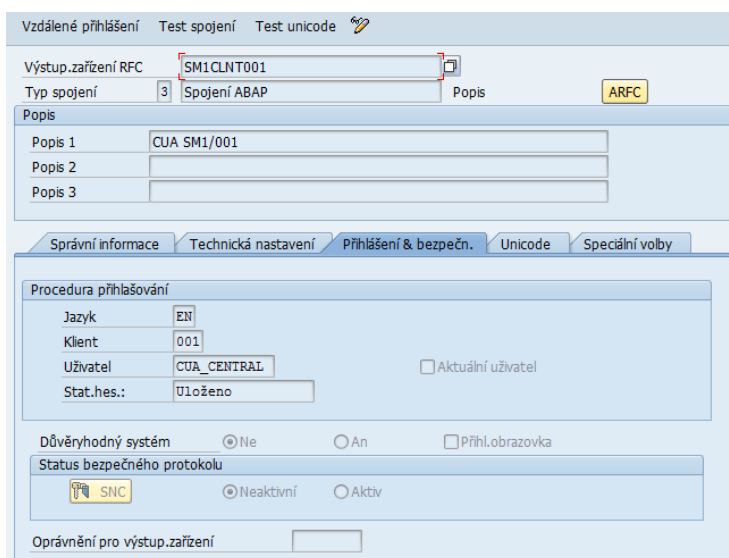 Vzdálené přihlášení Test spojení Test unicode
Výstup.zařízení RFC SM1CLNT001
Typ spojení 3 Spojení ABAP Popis ARFC
Popis
Popis 1 CUA SM1/001
Popis 2
Popis 3
Správní informace Technická nastavení Přihlášení & bezpečn. Unicode Speciální volby
Procedura přihlašování
Jazyk EN
Klient 001
Uživatel CUA_CENTRAL Aktuální uživatel
Stat.hes.: Uloženo
Důvěryhodný systém Ne An Přihl.obrazovka
Status bezpečného protokolu
SNC Neaktivní Aktiv
Oprávnění pro výstup.zařízení